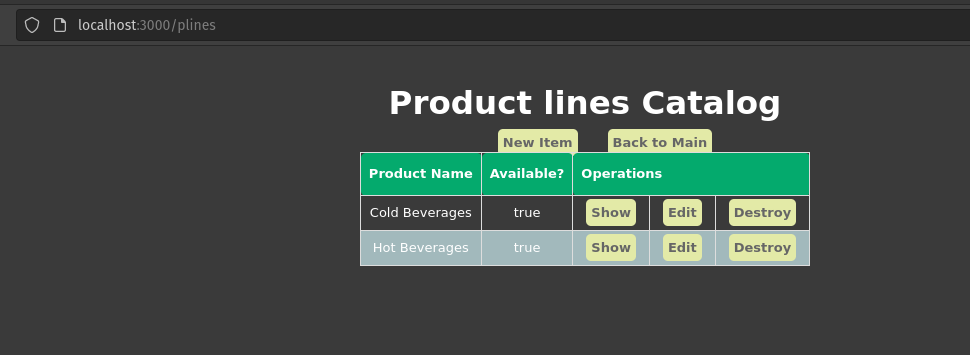 localhost:3000/plines
Product lines Catalog
New Item Back to Main
Product Name Available? Operations
Cold Beverages true Show Edit Destroy
Hot Beverages true Show Edit Destroy